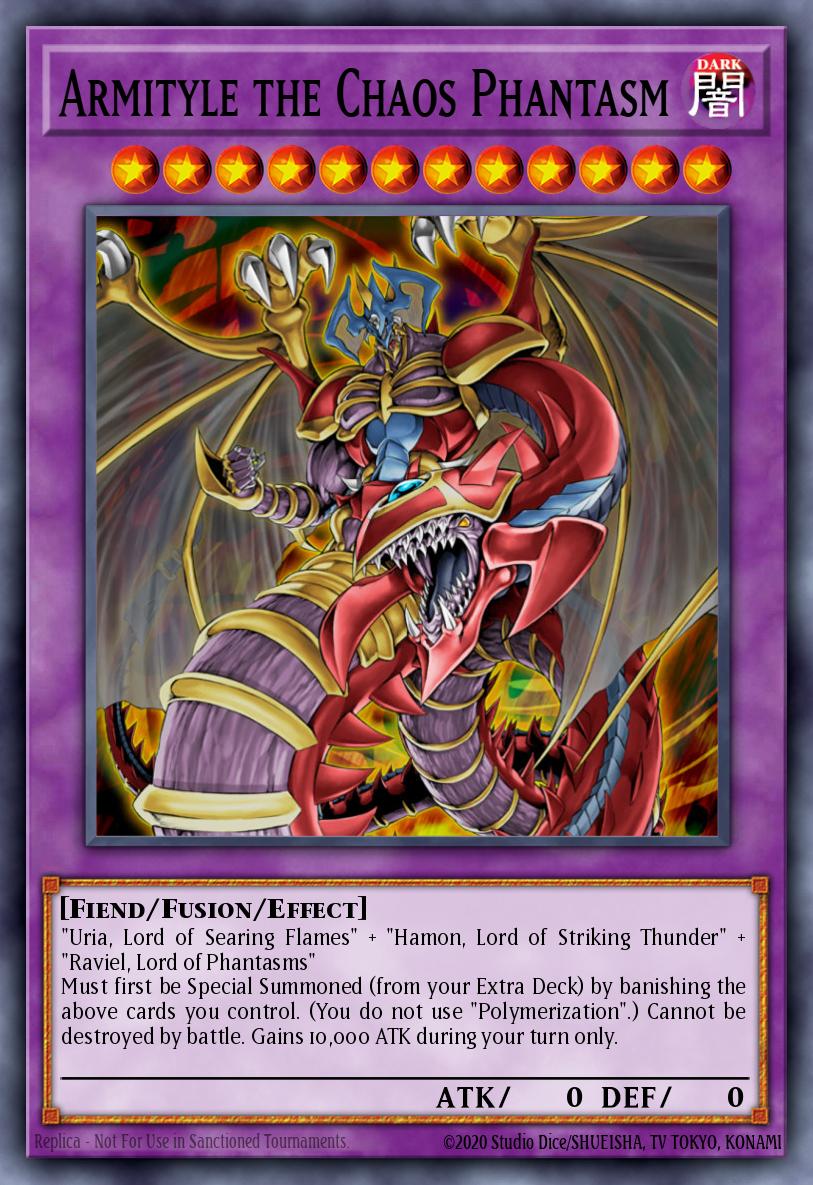 Armityle the Chaos Phantasm
DARK
闇
[Fiend/Fusion/Effect]
"Uria, Lord of Searing Flames" + "Hamon, Lord of Striking Thunder" +
"Raviel, Lord of Phantasms"
Must first be Special Summoned (from your Extra Deck) by banishing the
above cards you control. (You do not use "Polymerization".) Cannot be
destroyed by battle. Gains 10,000 ATK during your turn only.
ATK/ 0 DEF/ 0
Replica - Not For Use in Sanctioned Tournaments.
©2020 Studio Dice/SHUEISHA, TV TOKYO, KONAMI